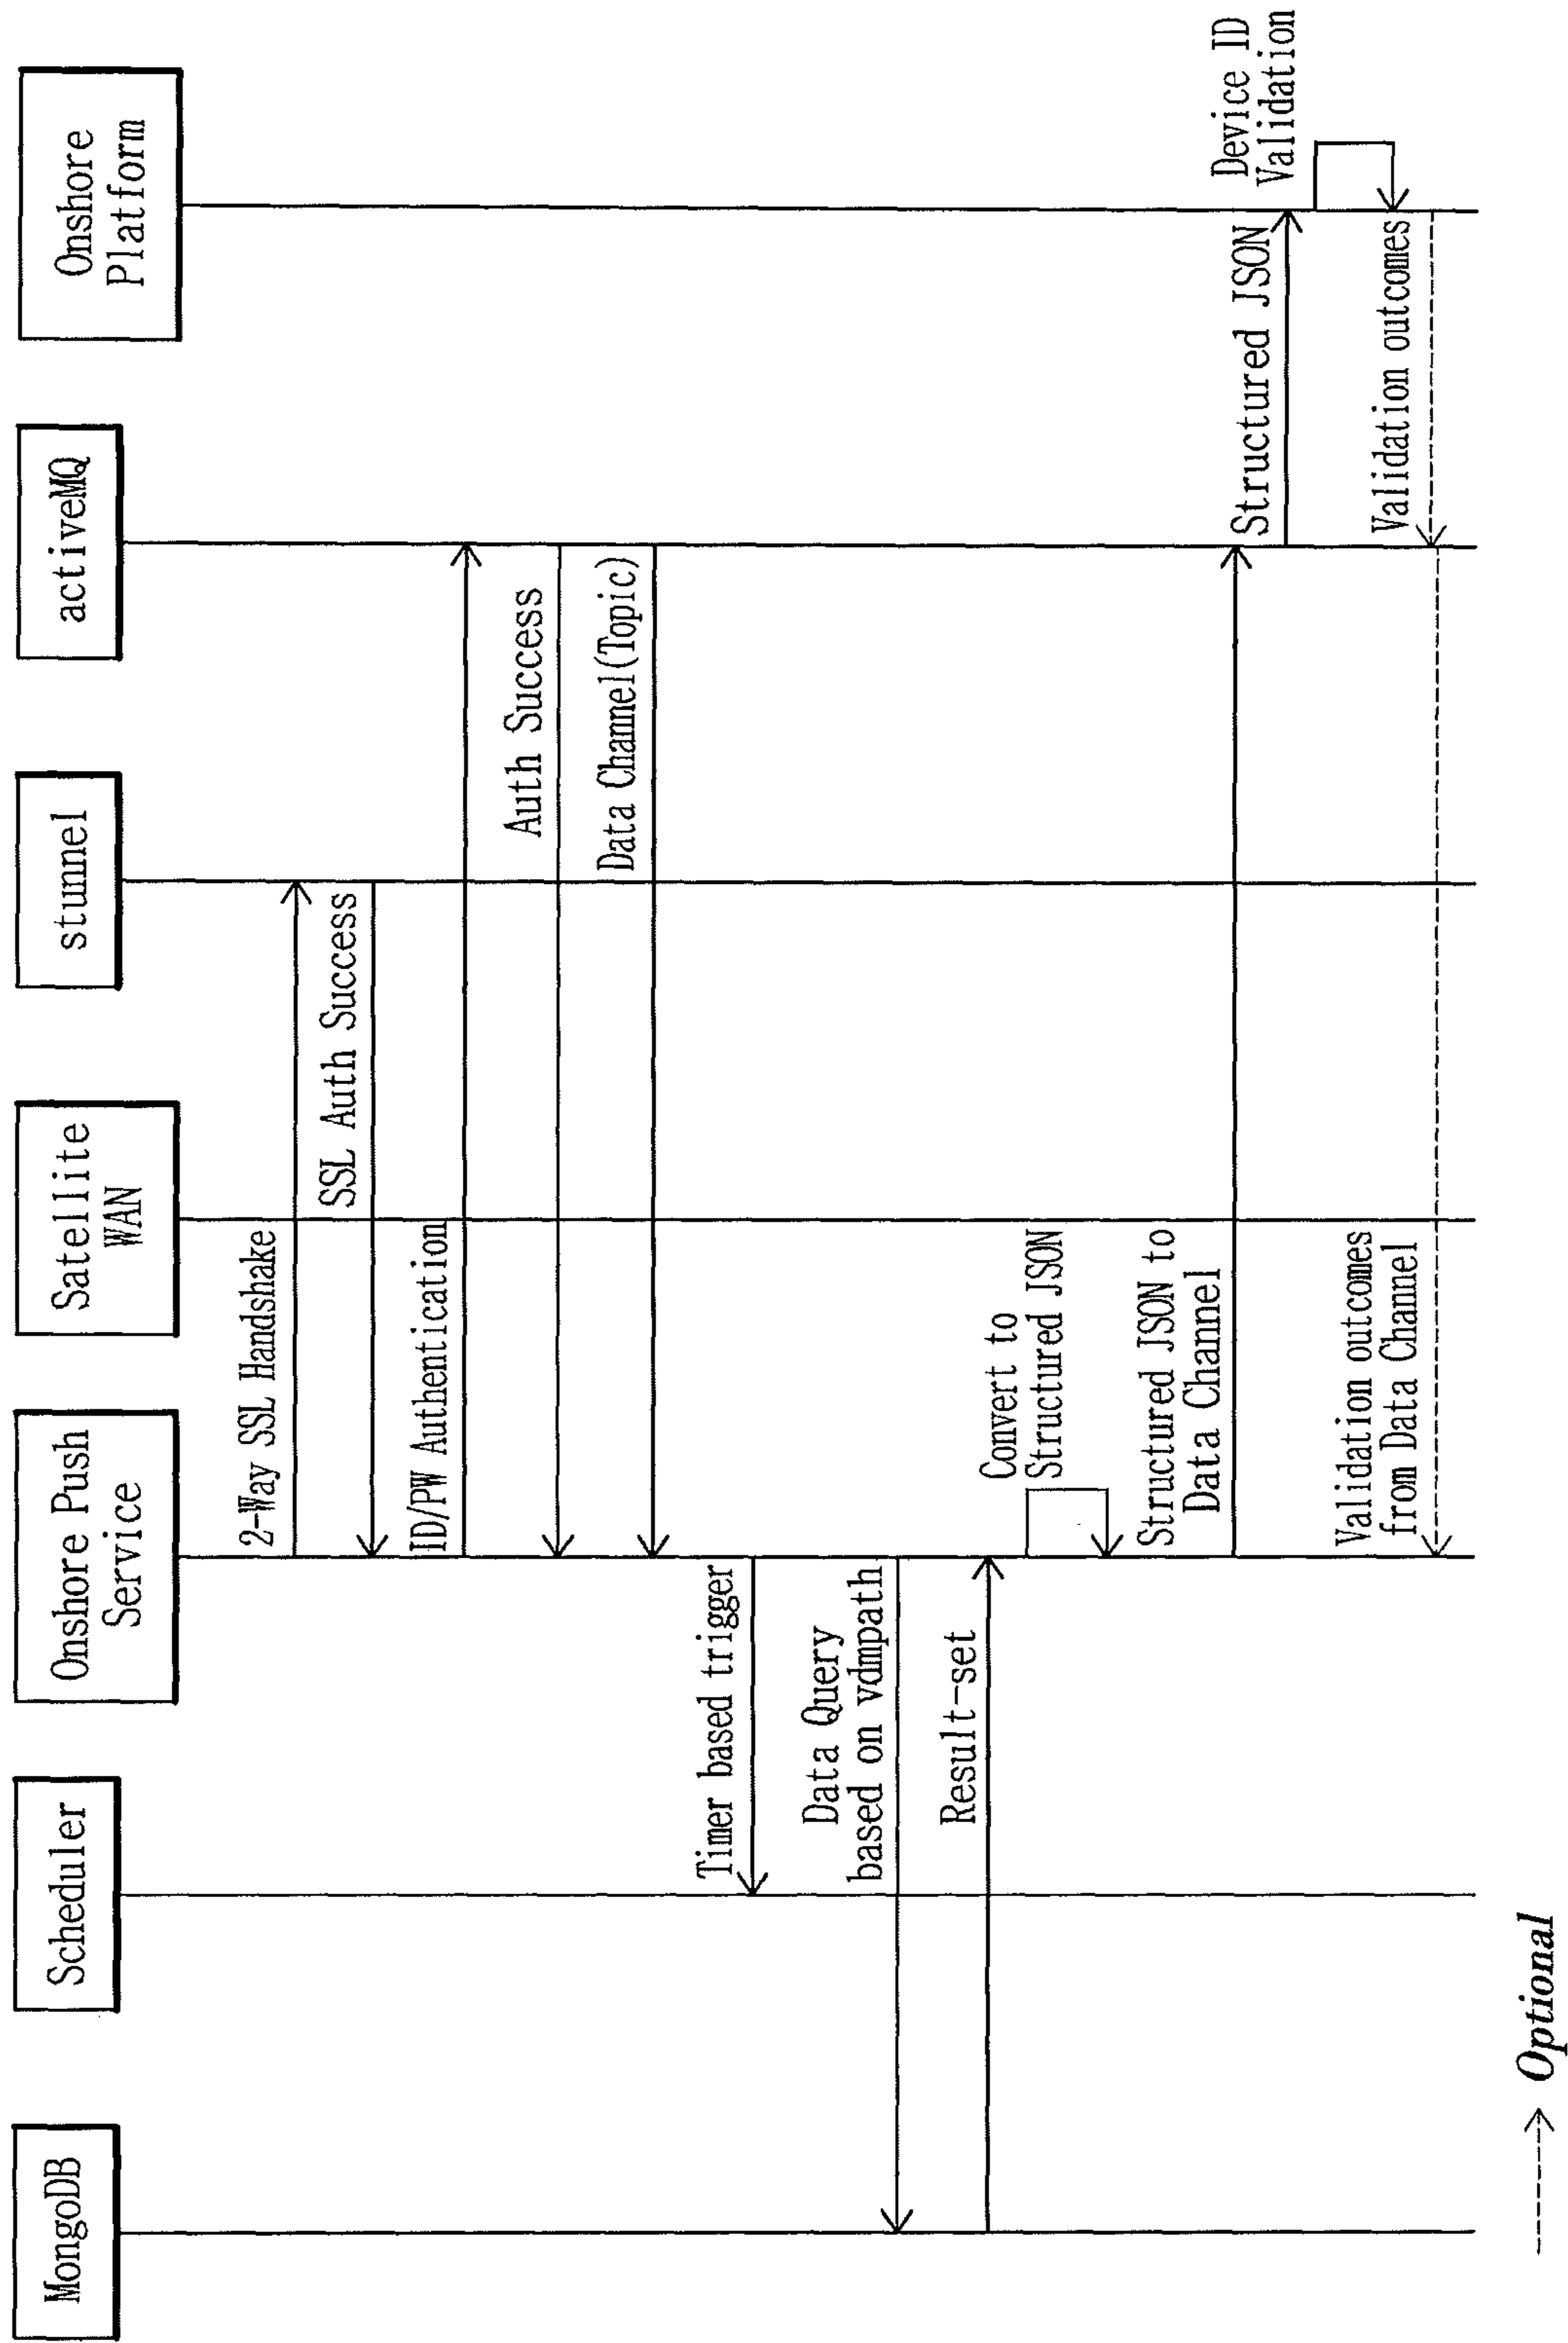 MongoDB
Scheduler
Onshore Push
Service
Satellite
WAN
stunnel
activeMQ
Onshore
Platform
2-Way SSL Handshake
SSL Auth Success
ID/PW Authentication
Auth Success
Data Channel(Topic)
Timer based trigger
Data Query
based on vdmpath
Result-set
Convert to
Structured JSON
Structured JSON to
Data Channel
Structured JSON
Device ID
Validation
Validation outcomes
Validation outcomes
from Data Channel
Optional